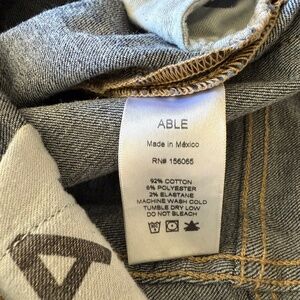 ABLE
Made in México
RN# 156065
92% COTTON
6% POLYESTER
2% ELASTANE
MACHINE WASH COLD
TUMBLE DRY LOW
DO NOT BLEACH
A